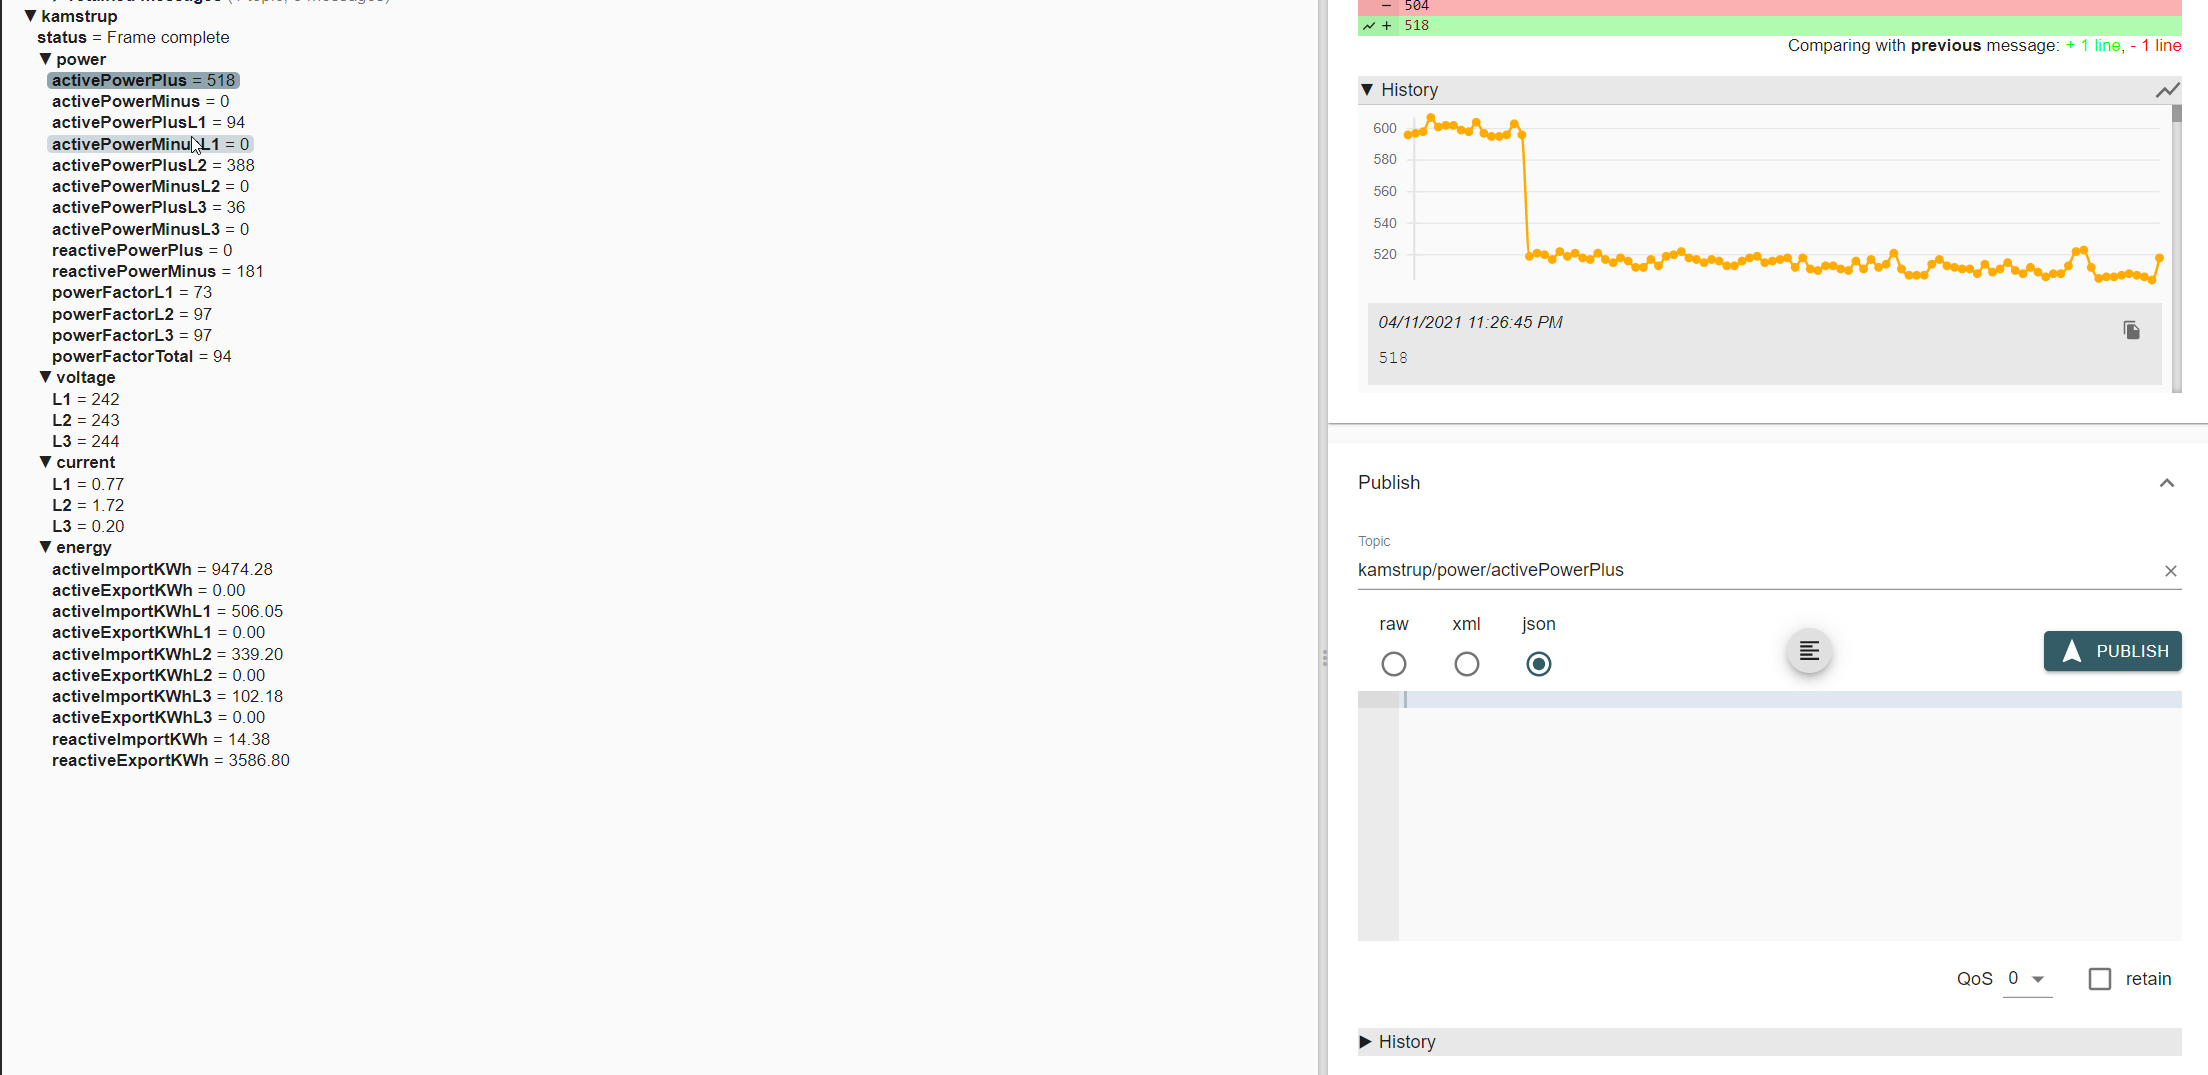 retained messages (1 topic, 3 messages)
▼ kamstrup
status = Frame complete
▼ power
activePowerPlus = 518
activePowerMinus = 0
activePowerPlusL1 = 94
activePowerMinusL1 = 0
activePowerPlusL2 = 388
activePowerMinusL2 = 0
activePowerPlusL3 = 36
activePowerMinusL3 = 0
reactivePowerPlus = 0
reactivePowerMinus = 181
powerFactorL1 = 73
powerFactorL2 = 97
powerFactorL3 = 97
powerFactorTotal = 94
▼ voltage
L1 = 242
L2 = 243
L3 = 244
▼ current
L1 = 0.77
L2 = 1.72
L3 = 0.20
▼ energy
activeImportKWh = 9474.28
activeExportKWh = 0.00
activeImportKWhL1 = 506.05
activeExportKWhL1 = 0.00
activeImportKWhL2 = 339.20
activeExportKWhL2 = 0.00
activeImportKWhL3 = 102.18
activeExportKWhL3 = 0.00
reactiveImportKWh = 14.38
reactiveExportKWh = 3586.80
- 504
+ 518
Comparing with previous message: + 1 line, - 1 line
▼ History
600
580
560
540
520
04/11/2021 11:26:45 PM
518
Publish
Topic
kamstrup/power/activePowerPlus
raw xml json
PUBLISH
QoS 0 retain
▶ History